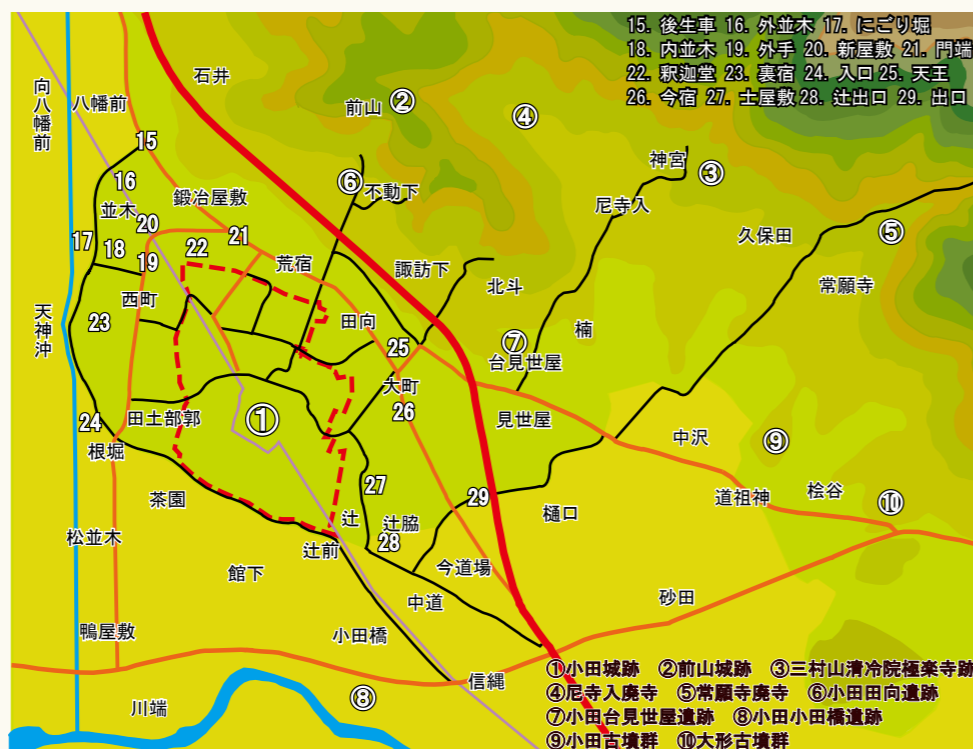 15. 後生車 16. 外並木 17. にごり堀
18. 内並木 19. 外手 20. 新屋敷 21. 門端
22. 釈迦堂 23. 裏宿 24. 入口 25. 天王
26. 今宿 27. 士屋敷 28. 辻出口 29. 出口
石井
向八幡前
八幡前
前山
②
④
15
神宮
③
16
⑥
不動下
鍛冶屋敷
尼寺入
並木
20
21
久保田
⑤
17
18
22
19
荒宿
諏訪下
北斗
常願寺
西町
天神沖
23
田向
楠
⑦
25
台見世屋
大町
24
田土部郭
①
26
見世屋
根堀
中沢
⑨
茶園
27
29
道祖神
桧谷
⑩
松並木
辻
辻脇
樋口
辻前
28
館下
今道場
中道
砂田
鴨屋敷
小田橋
信縄
⑧
川端
①小田城跡 ②前山城跡 ③三村山清冷院極楽寺跡
④尼寺入廃寺 ⑤常願寺廃寺 ⑥小田田向遺跡
⑦小田台見世屋遺跡 ⑧小田小田橋遺跡
⑨小田古墳群 ⑩大形古墳群